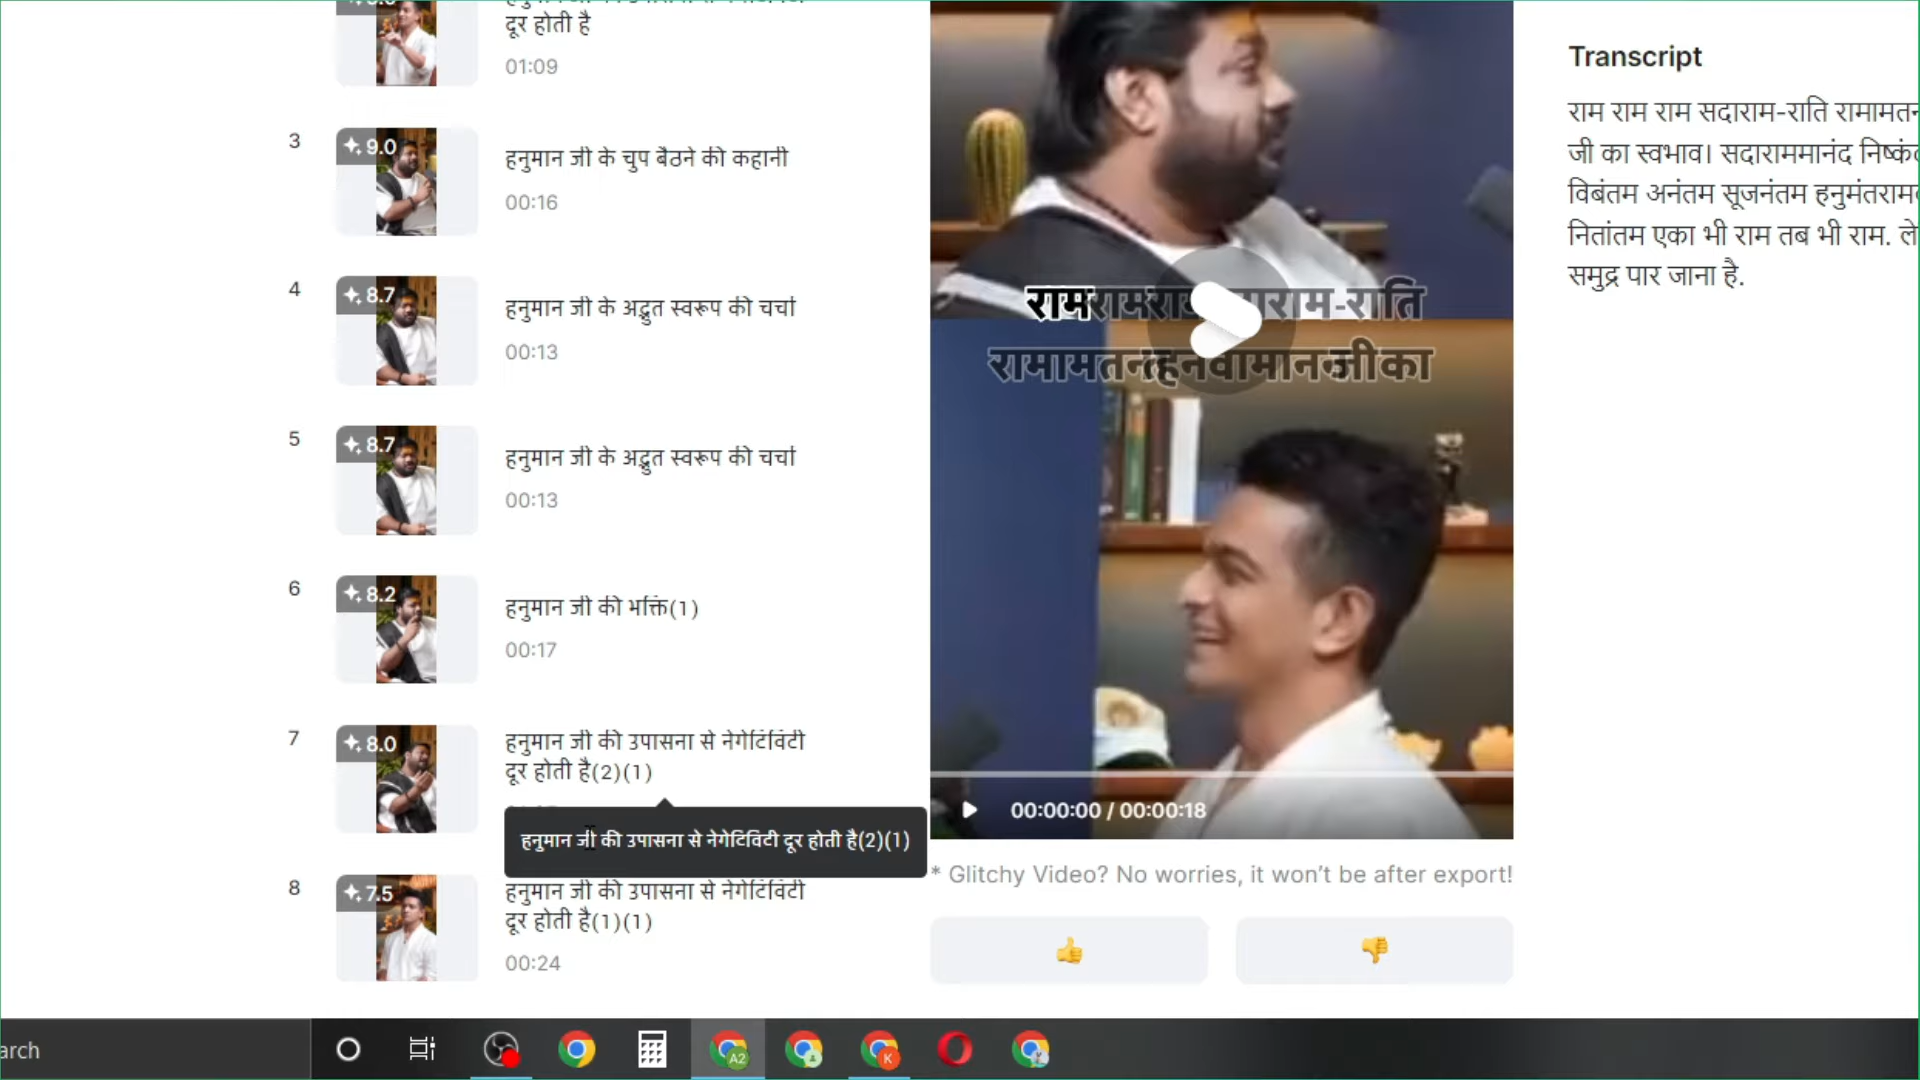 दूर होती है
01:09
3
9.0
हनुमान जी के चुप बैठने की कहानी
00:16
4
8.7
हनुमान जी के अद्भुत स्वरूप की चर्चा
00:13
5
8.7
हनुमान जी के अद्भुत स्वरूप की चर्चा
00:13
6
8.2
हनुमान जी की भक्ति(1)
00:17
7
8.0
हनुमान जी की उपासना से नेगेटिविटी
दूर होती है(2)(1)
हनुमान जी की उपासना से नेगेटिविटी दूर होती है(2)(1)
8
7.5
हनुमान जी की उपासना से नेगेटिविटी
दूर होती है(1)(1)
00:24
राम राम
राम-राति
जी का
00:00:00 / 00:00:18
* Glitchy Video? No worries, it won't be after export!
Transcript
राम राम राम सदाराम-राति
जी का स्वभाव। सदाराममानंद
विबंतम अनंतम सूजनंतम
नितांतम एका भी राम तब भी राम.
समुद्र पार जाना है.
arch
A2
K